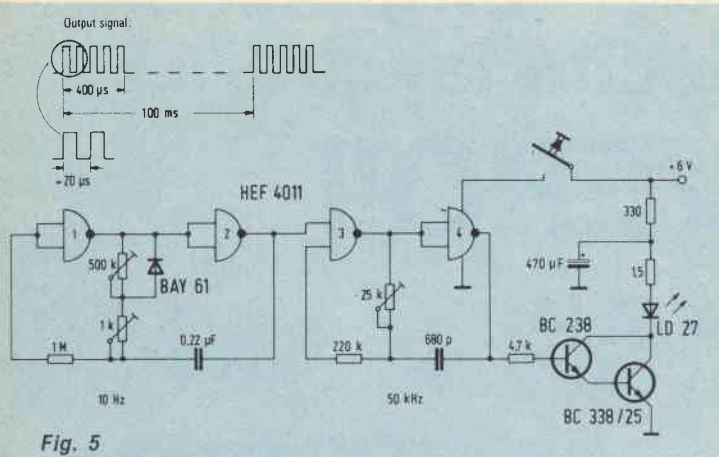 Output signal:
400 µs
100 ms
~20 µs
HEF 4011
+6 V
1
2
3
4
330
500 k
BAY 61
25 k
470 µF
1,5
1 k
LD 27
BC 238
1 M
0,22 µF
220 k
680 p
4,7 k
BC 338/25
10 Hz
50 kHz
Fig. 5